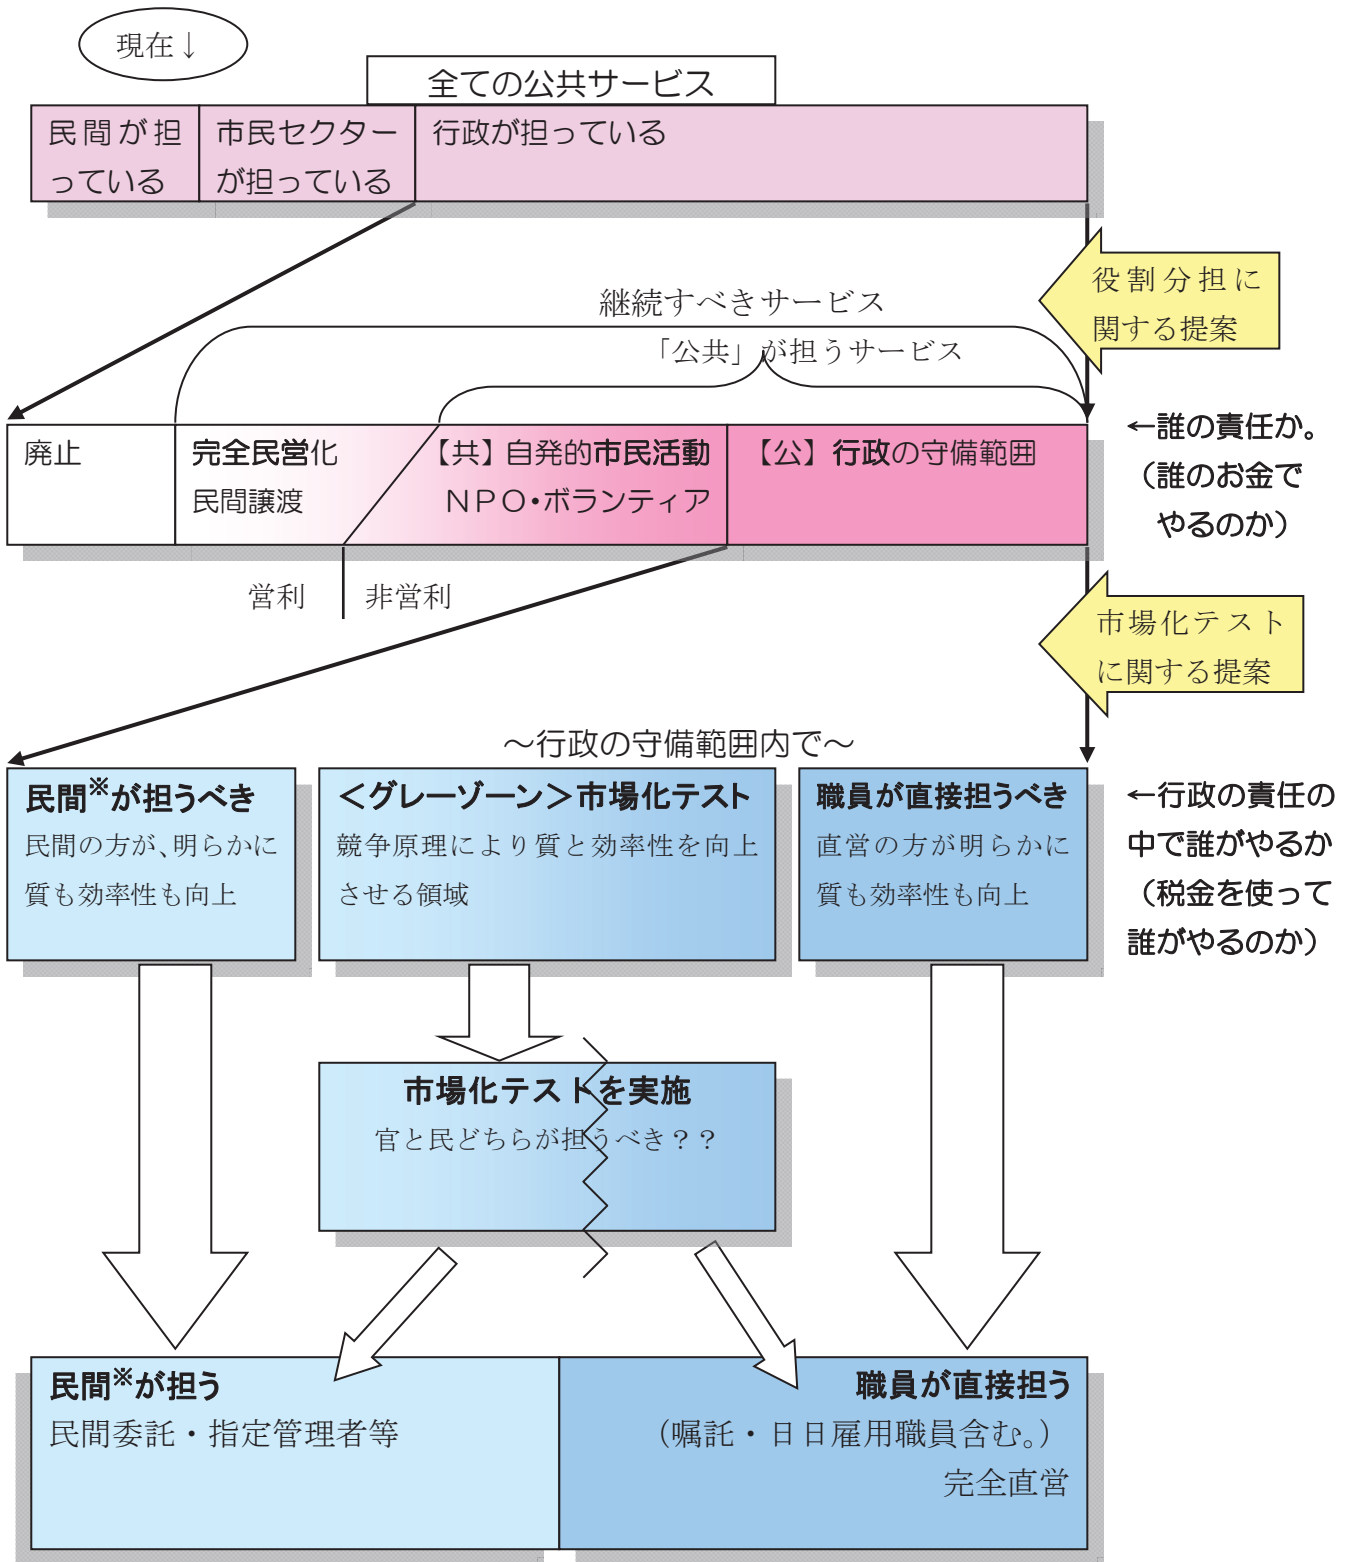 現在↓
全ての公共サービス
民間が担
っている
市民セクター
が担っている
行政が担っている
役割分担に
関する提案
継続すべきサービス
「公共」が担うサービス
廃止
完全民営化
民間譲渡
【共】自発的市民活動
NPO・ボランティア
【公】行政の守備範囲
←誰の責任か。
（誰のお金で
やるのか）
営利
非営利
市場化テスト
に関する提案
～行政の守備範囲内で～
民間※が担うべき
民間の方が、明らかに
質も効率性も向上
＜グレーゾーン＞市場化テスト
競争原理により質と効率性を向上
させる領域
職員が直接担うべき
直営の方が明らかに
質も効率性も向上
←行政の責任の
中で誰がやるか
（税金を使って
誰がやるのか）
市場化テストを実施
官と民どちらが担うべき？？
民間※が担う
民間委託・指定管理者等
職員が直接担う
（嘱託・日日雇用職員含む。）
完全直営